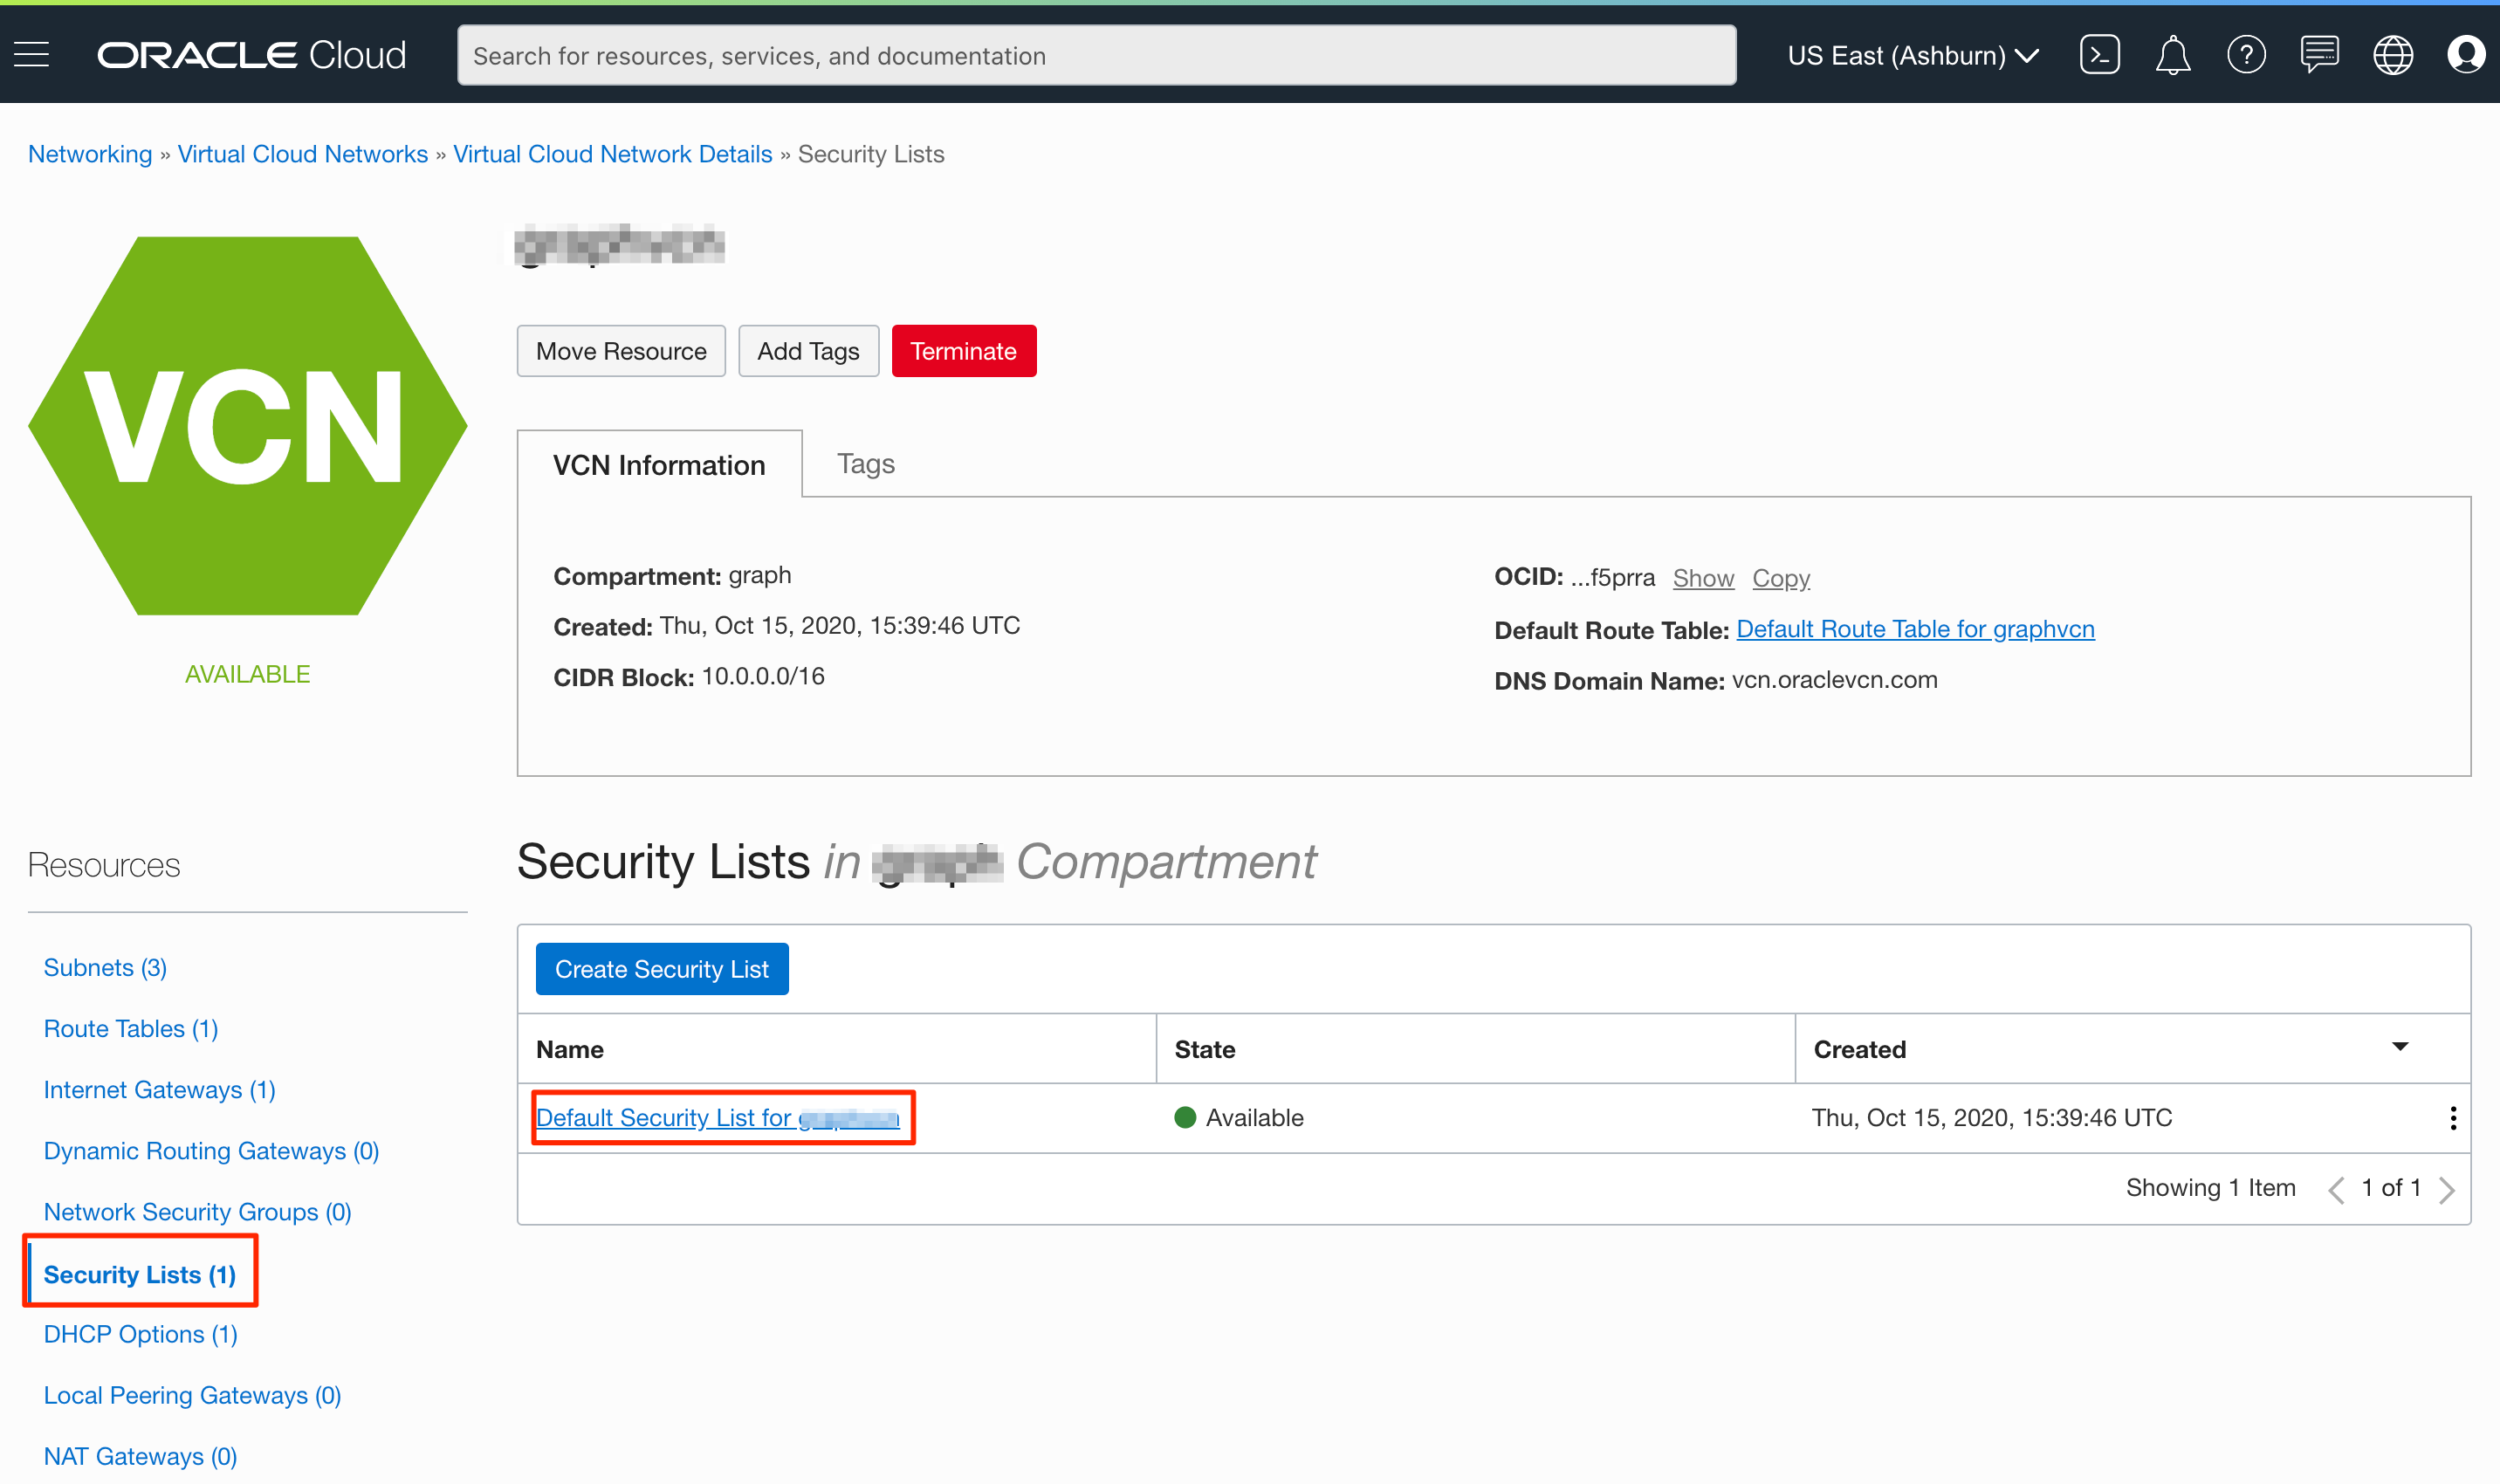 ORACLE Cloud
Search for resources, services, and documentation
US East (Ashburn)
Networking » Virtual Cloud Networks » Virtual Cloud Network Details » Security Lists
VCN
AVAILABLE
Move Resource
Add Tags
Terminate
VCN Information
Tags
Compartment: graph
Created: Thu, Oct 15, 2020, 15:39:46 UTC
CIDR Block: 10.0.0.0/16
OCID: ...f5prra Show Copy
Default Route Table: Default Route Table for graphvcn
DNS Domain Name: vcn.oraclevcn.com
Resources
Subnets (3)
Route Tables (1)
Internet Gateways (1)
Dynamic Routing Gateways (0)
Network Security Groups (0)
Security Lists (1)
DHCP Options (1)
Local Peering Gateways (0)
NAT Gateways (0)
Security Lists in Compartment
Create Security List
Name State Created
Default Security List for Available Thu, Oct 15, 2020, 15:39:46 UTC
Showing 1 Item 1 of 1